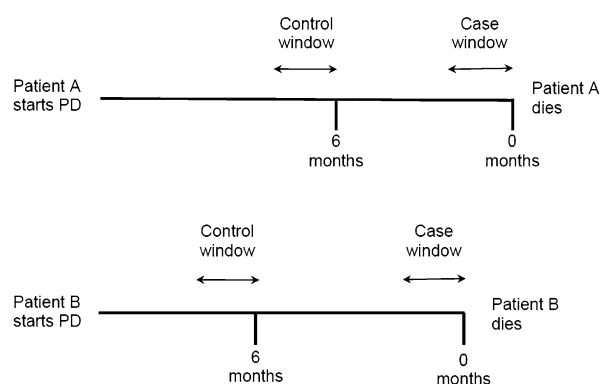 Control
window
Case
window
Patient A
starts PD
Patient A
dies
6
months
0
months
Control
window
Case
window
Patient B
starts PD
Patient B
dies
6
months
0
months